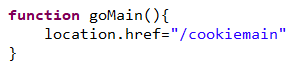 function goMain(){
    location.href="/cookiemain"
}